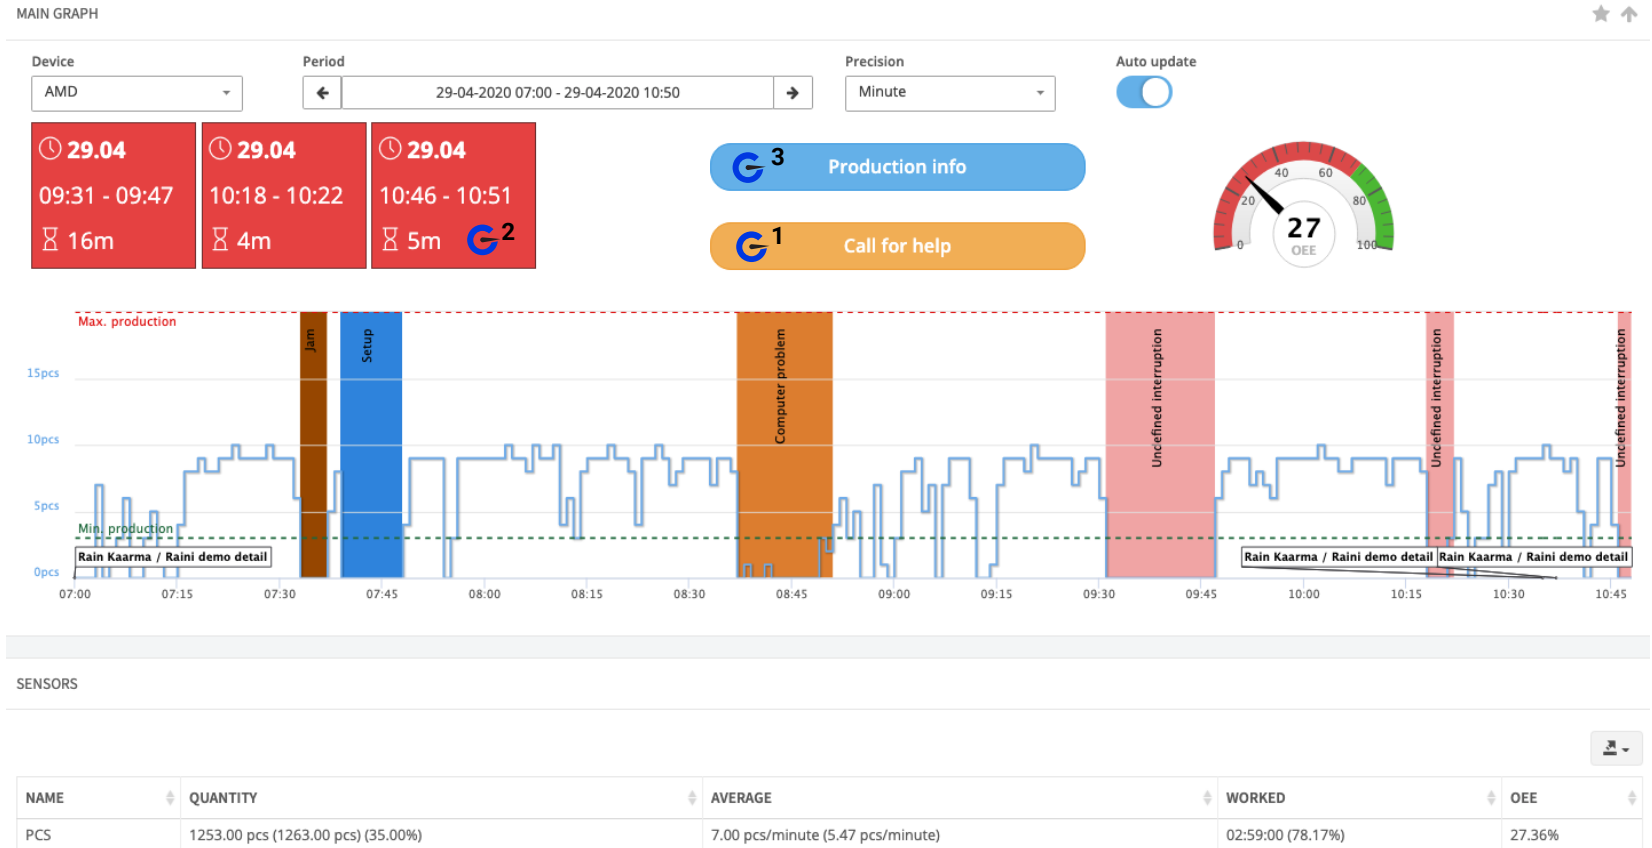 MAIN GRAPH
Device
Period
Precision
Auto update
AMD
29-04-2020 07:00 - 29-04-2020 10:50
Minute
29.04
09:31 - 09:47
16m
29.04
10:18 - 10:22
4m
29.04
10:46 - 10:51
5m
2
3
Production info
1
Call for help
0
20
40
60
80
100
27
OEE
Max. production
15pcs
10pcs
5pcs
0pcs
Min. production
Jam
Setup
Computer problem
Uncefined interruption
Uncefined interruption
Uncefined interruption
Rain Kaarma / Raini demo detail
Rain Kaarma / Raini demo detail
Rain Kaarma / Raini demo detail
07:00 07:15 07:30 07:45 08:00 08:15 08:30 08:45 09:00 09:15 09:30 09:45 10:00 10:15 10:30 10:45
SENSORS
NAME QUANTITY AVERAGE WORKED OEE
PCS 1253.00 pcs (1263.00 pcs) (35.00%) 7.00 pcs/minute (5.47 pcs/minute) 02:59:00 (78.17%) 27.36%